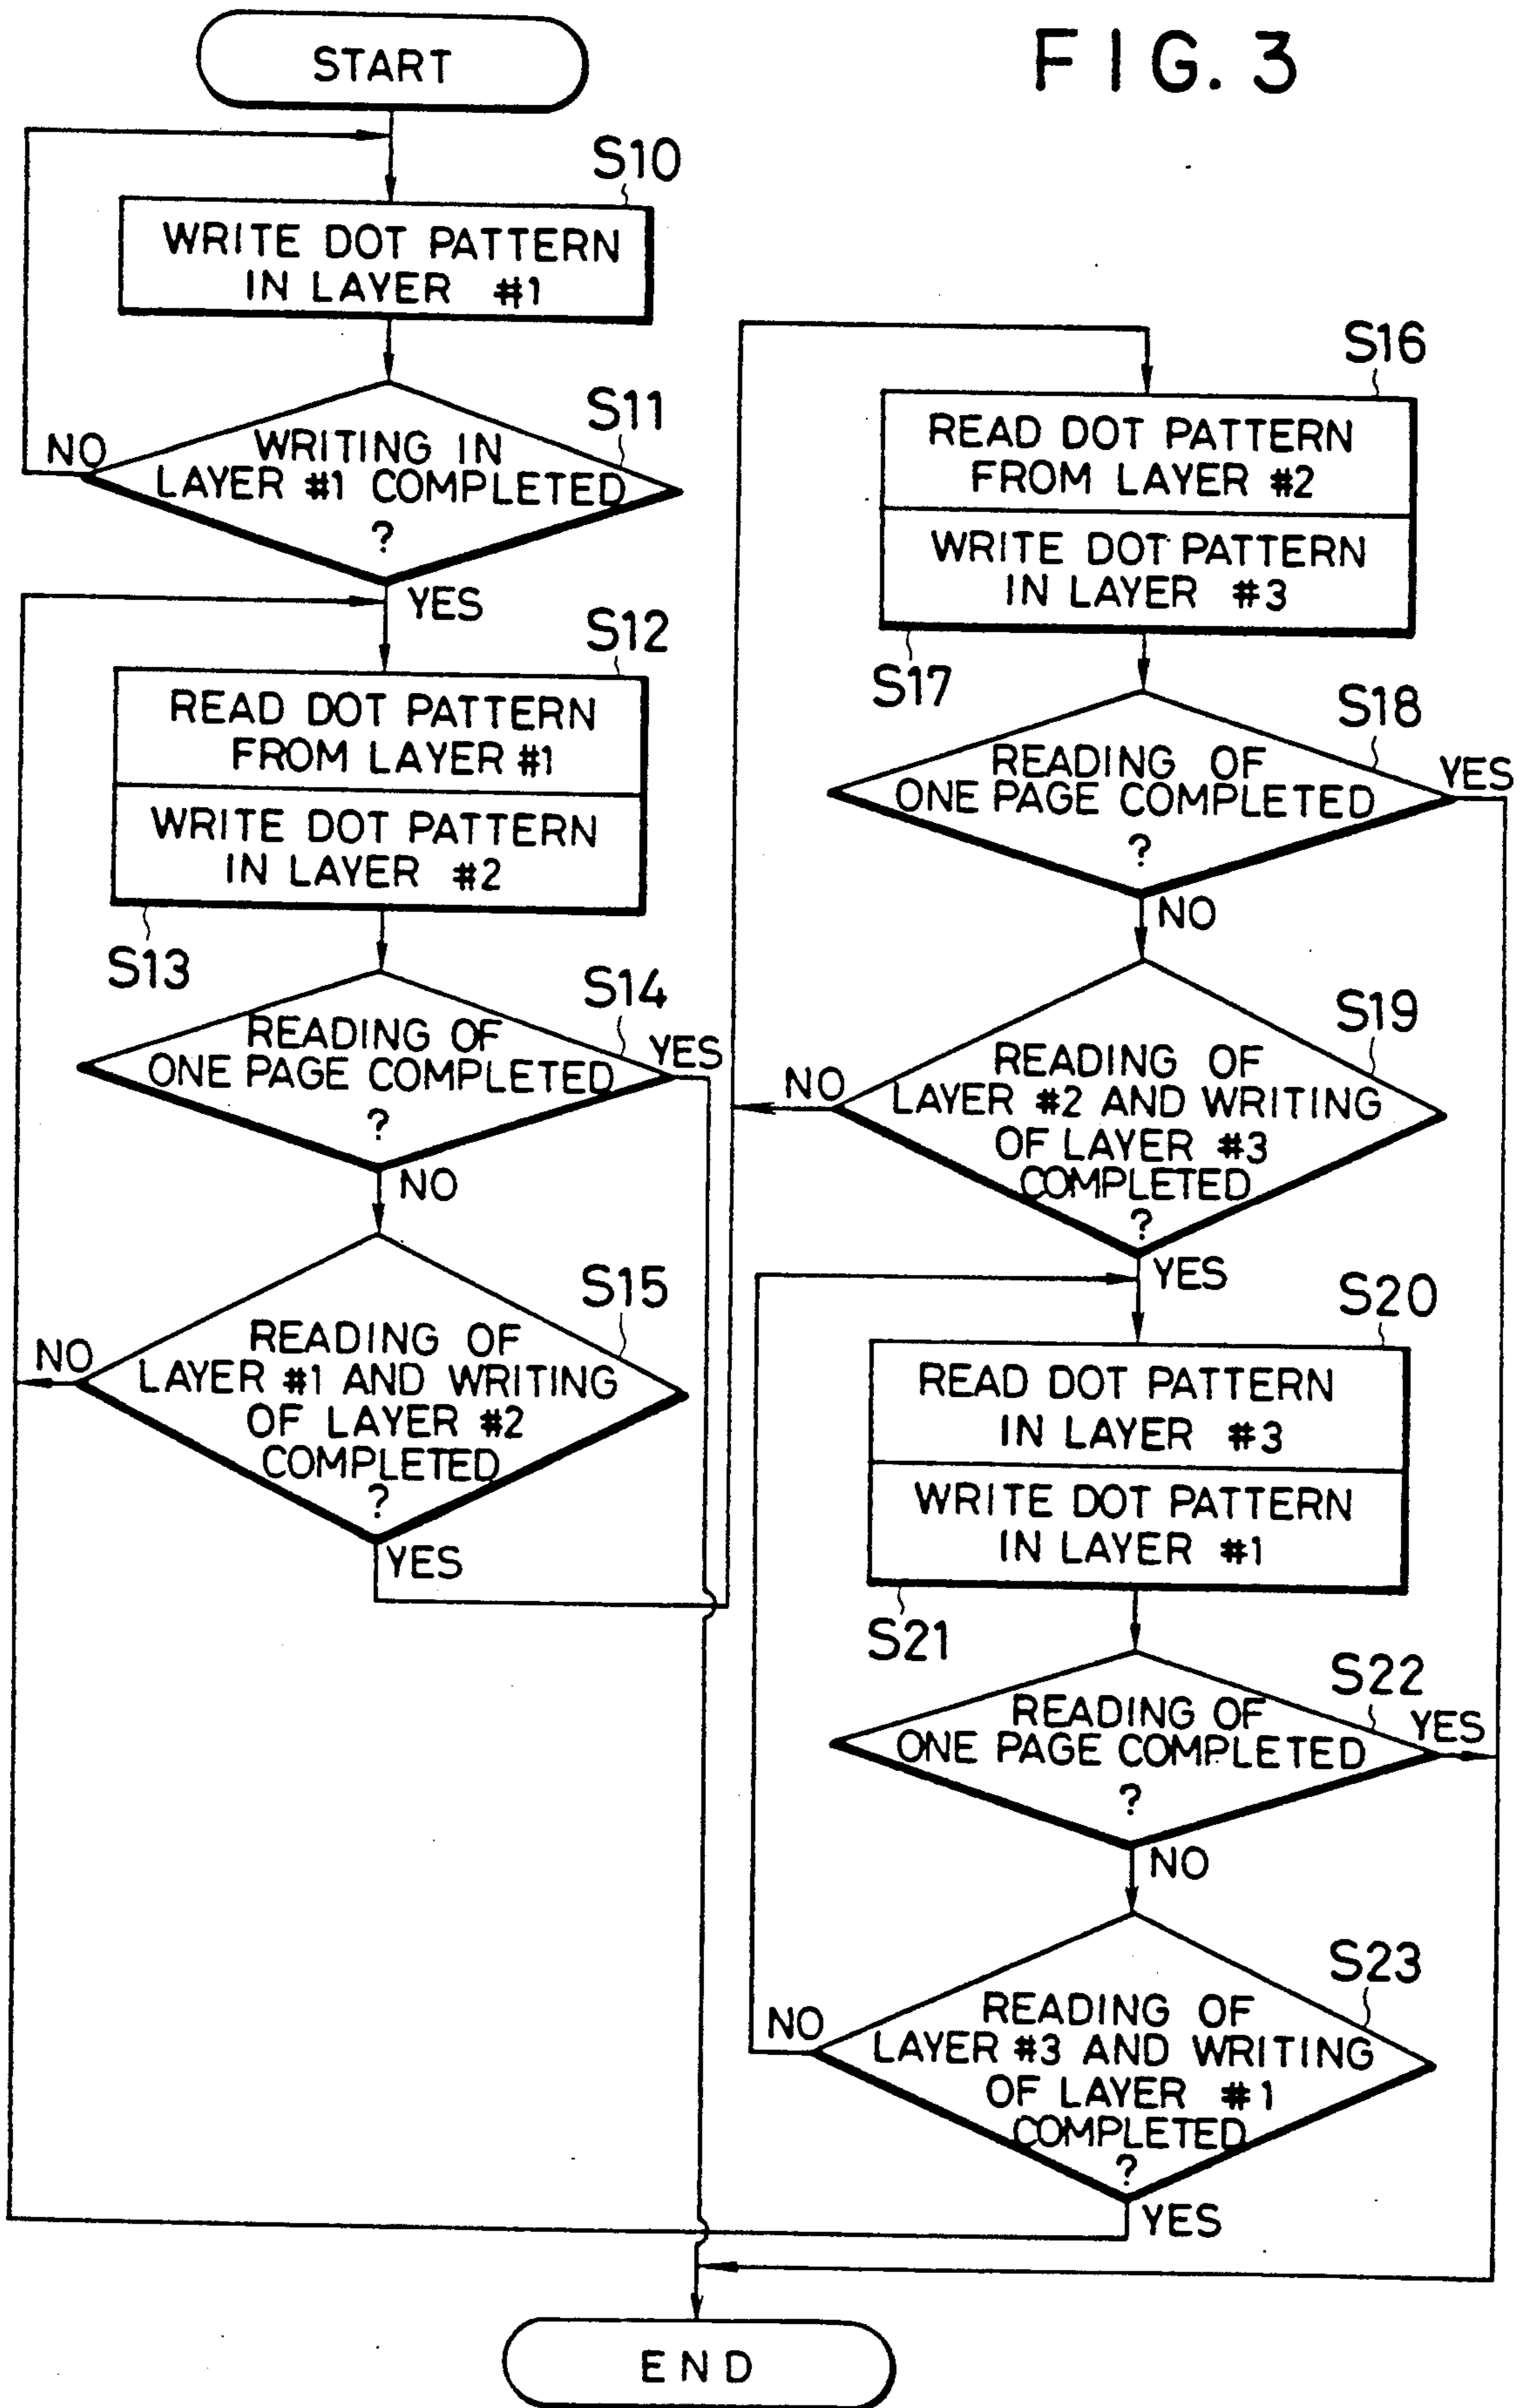 FIG. 3
START
S10
WRITE DOT PATTERN
IN LAYER #1
S11
WRITING IN
LAYER #1 COMPLETED
?
NO
YES
S12
READ DOT PATTERN
FROM LAYER #1
WRITE DOT PATTERN
IN LAYER #2
S13
S14
READING OF
ONE PAGE COMPLETED
?
YES
NO
S15
READING OF
LAYER #1 AND WRITING
OF LAYER #2
COMPLETED
?
NO
YES
S16
READ DOT PATTERN
FROM LAYER #2
WRITE DOT PATTERN
IN LAYER #3
S17
S18
READING OF
ONE PAGE COMPLETED
?
YES
NO
S19
READING OF
LAYER #2 AND WRITING
OF LAYER #3
COMPLETED
?
NO
YES
S20
READ DOT PATTERN
IN LAYER #3
WRITE DOT PATTERN
IN LAYER #1
S21
S22
READING OF
ONE PAGE COMPLETED
?
YES
NO
S23
READING OF
LAYER #3 AND WRITING
OF LAYER #1
COMPLETED
?
NO
YES
END